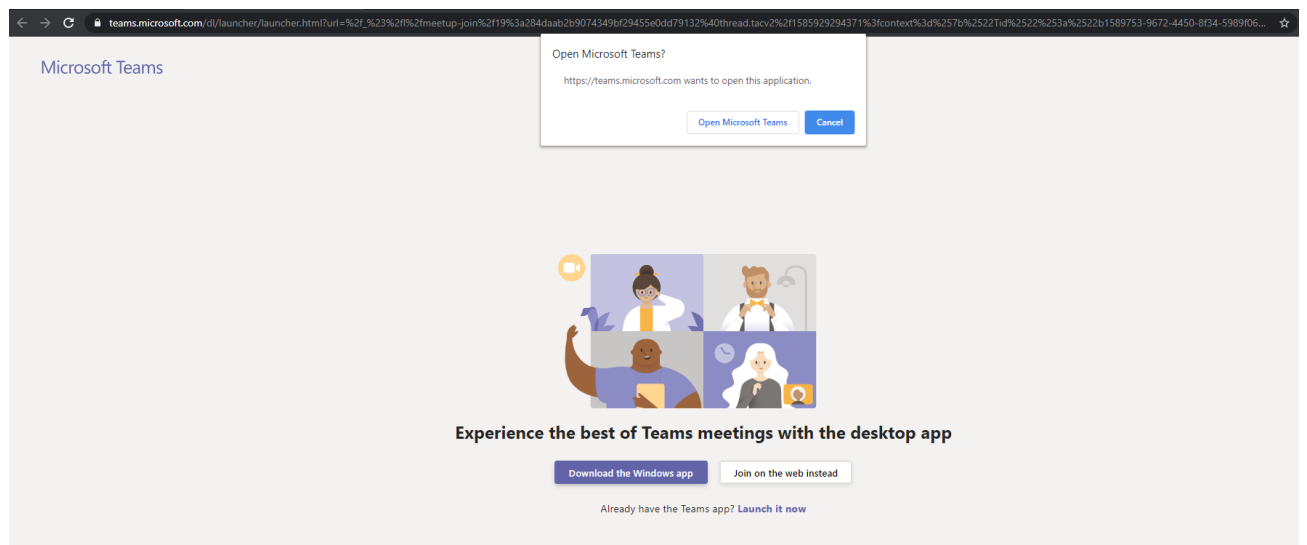 teams.microsoft.com/dl/launcher/launcher.html?url=%2f_%23%2fl%2fmeetup-join%2f19%3a284daab2b9074349bf29455e0dd79132%40thread.tacv2%2f1585929294371%3fcontext%3d%257b%2522Tid%2522%253a%2522b1589753-9672-4450-8f34-5989f06...
Open Microsoft Teams?
Microsoft Teams
https://teams.microsoft.com wants to open this application.
Open Microsoft Teams Cancel
Experience the best of Teams meetings with the desktop app
Download the Windows app Join on the web instead
Already have the Teams app? Launch it now